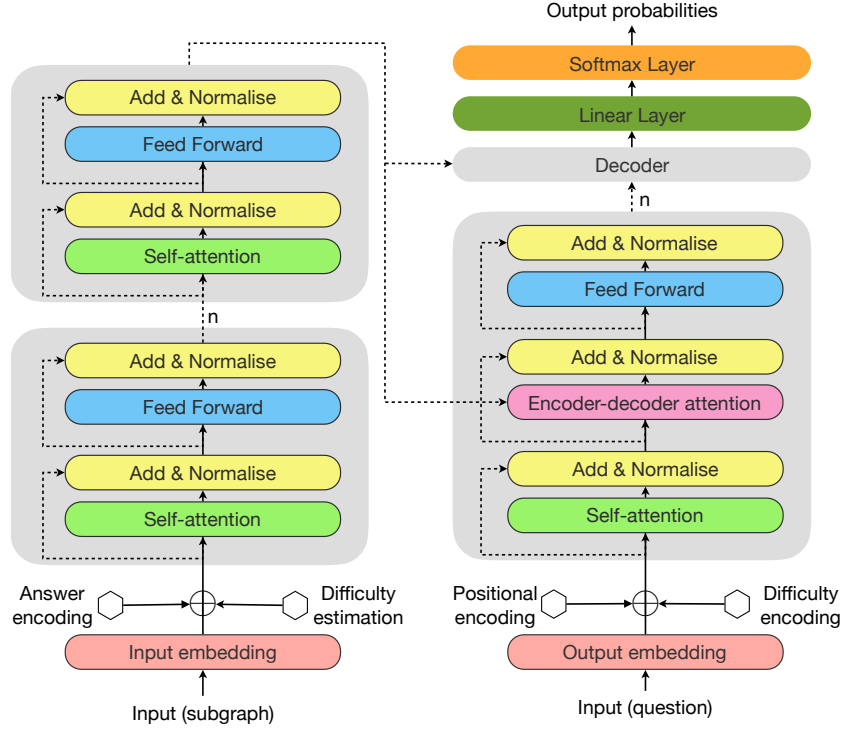 Output probabilities
Softmax Layer
Linear Layer
Decoder
n
Add & Normalise
Feed Forward
Add & Normalise
Self-attention
n
Add & Normalise
Feed Forward
Add & Normalise
Self-attention
Answer
encoding
Difficulty
estimation
Input embedding
Input (subgraph)
Add & Normalise
Feed Forward
Add & Normalise
Encoder-decoder attention
Add & Normalise
Self-attention
Positional
encoding
Difficulty
encoding
Output embedding
Input (question)